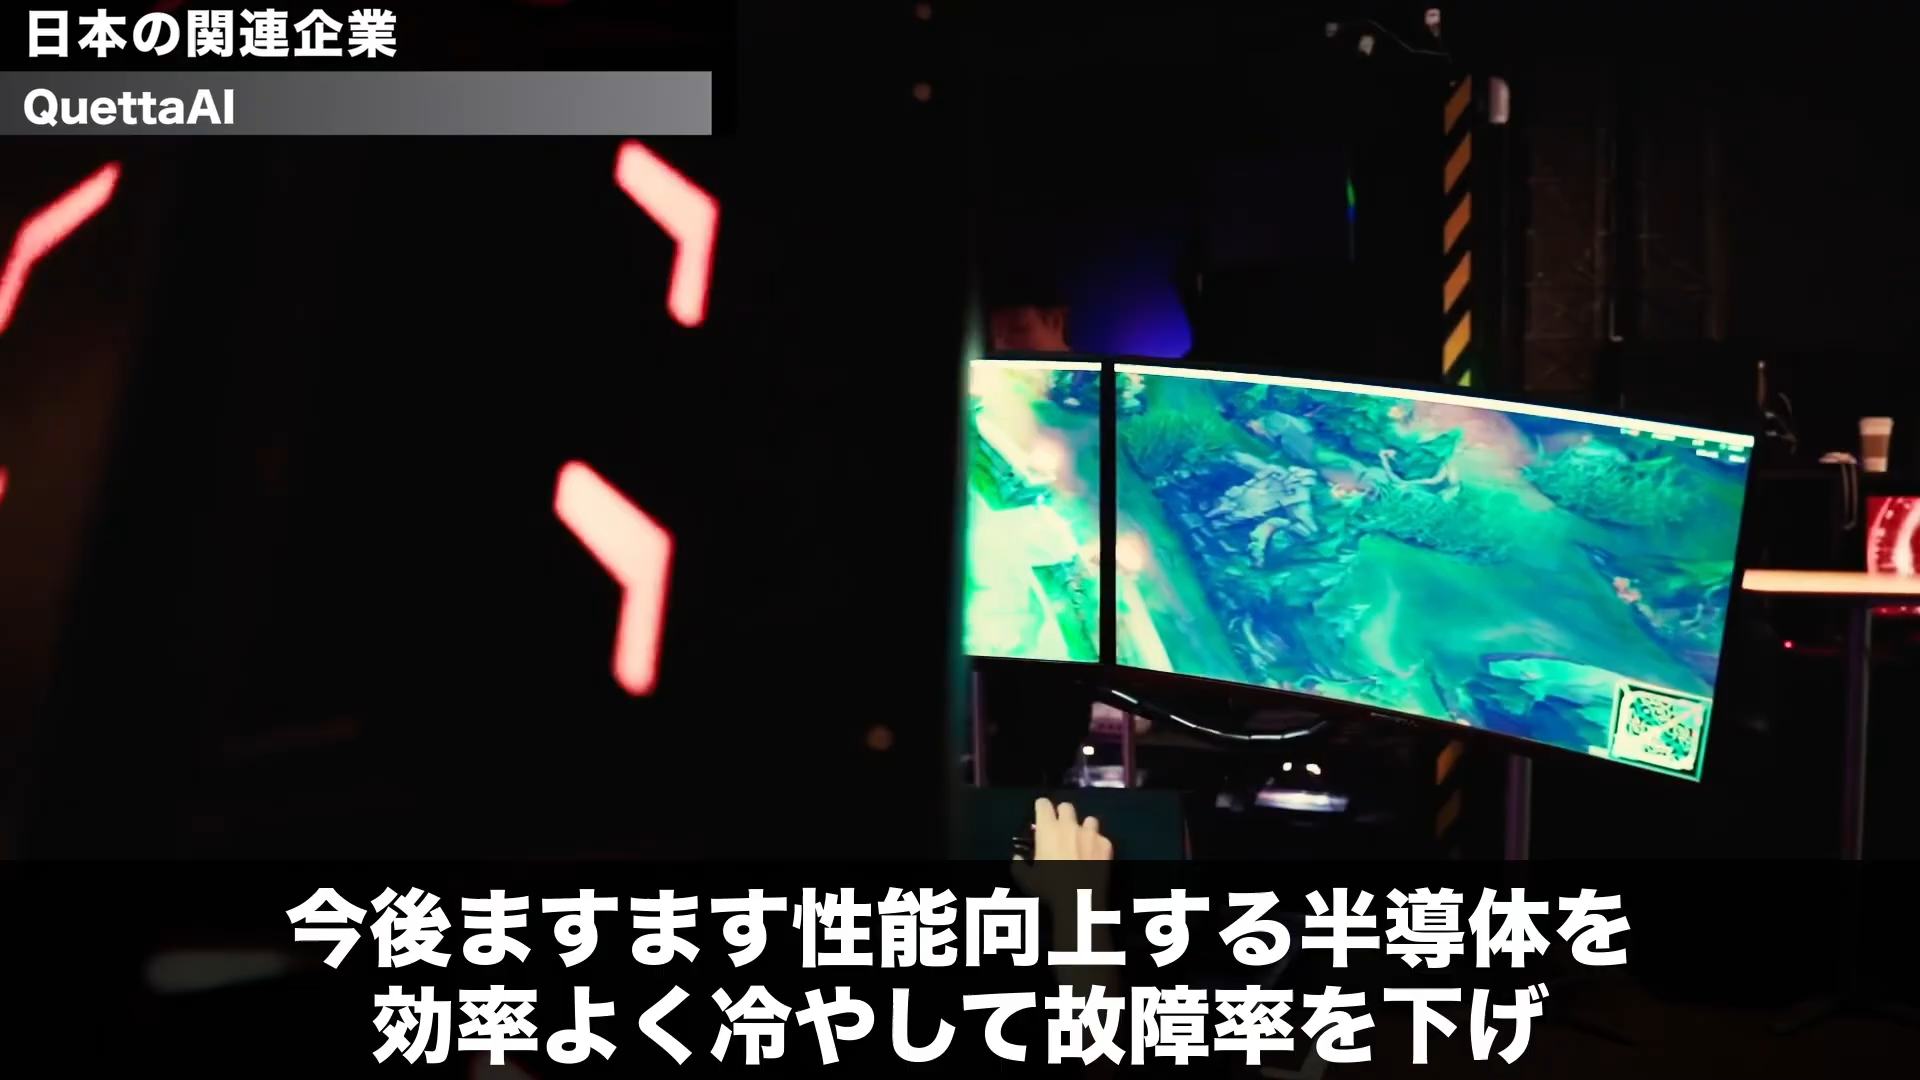 日本の関連企業
QuettaAI
今後ますます性能向上する半導体を
効率よく冷やして故障率を下げ